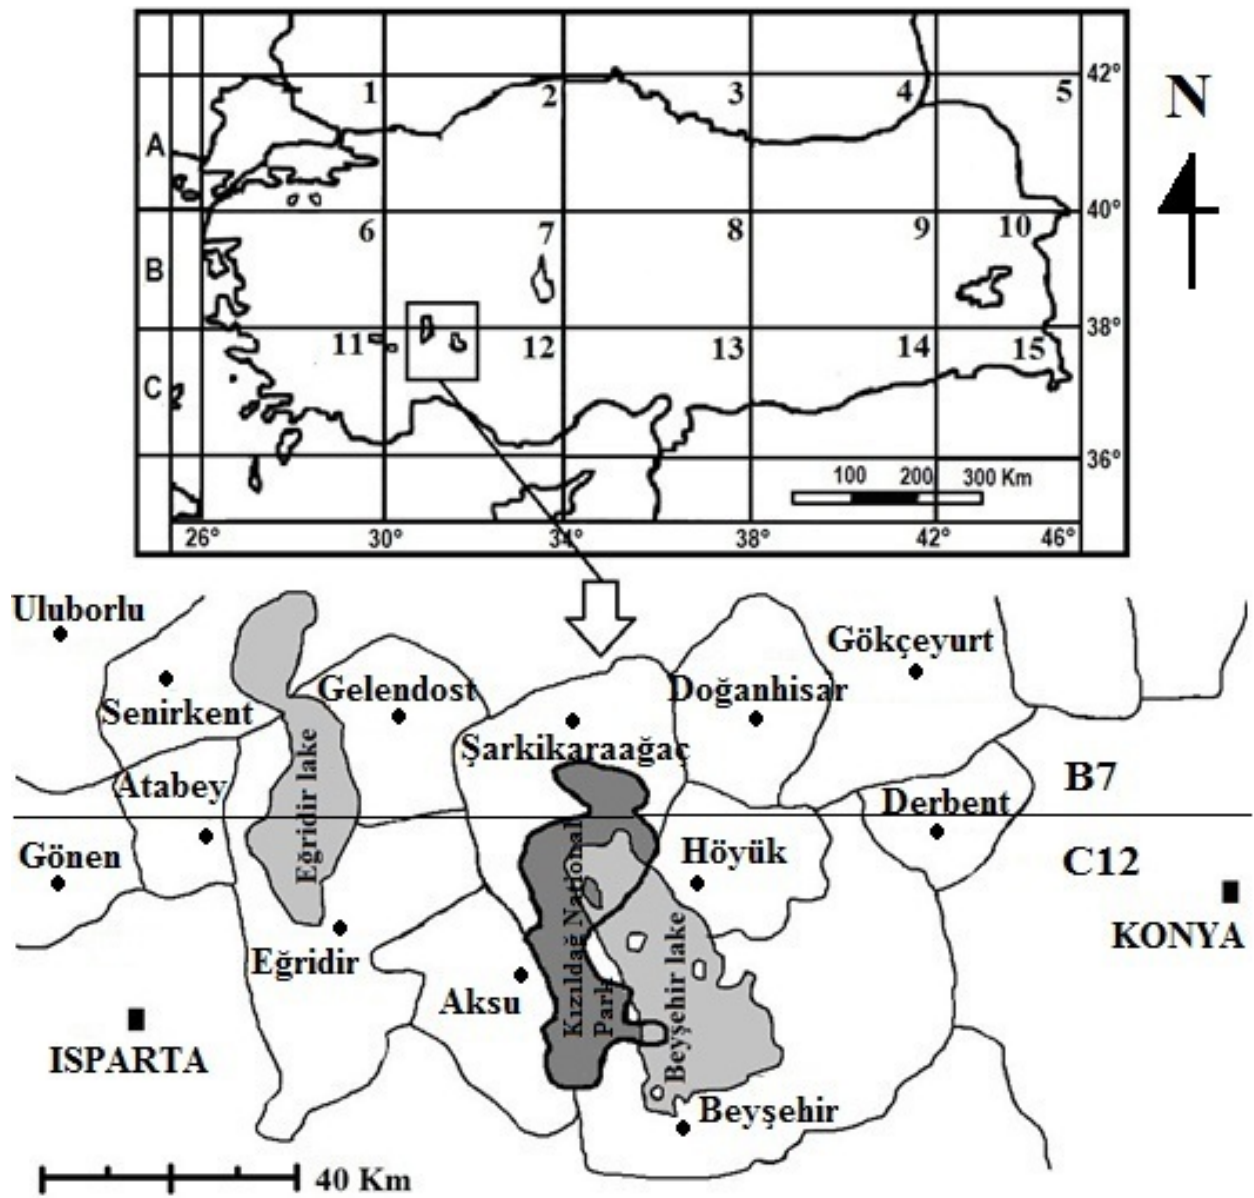 1
2
3
4
5
42°
N
A
40°
6
7
8
9
10
B
38°
11
12
13
14
15
C
36°
100
200
300 Km
26°
30°
34°
38°
42°
46°
Uluborlu
Gökçeyurt
Senirkent
Gelendost
Doğanhisar
Şarkikaraağaç
Atabey
Eğridir lake
Derbent
B7
Gönen
Höyük
C12
KONYA
Eğridir
Aksu
Kızıldağ National
Park
Beyşehir lake
ISPARTA
Beyşehir
40 Km